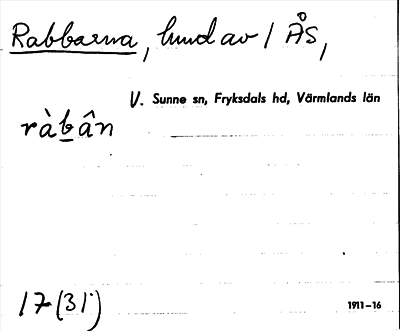 Rabbarna, hund av / ÅS,
V. Sunne sn, Fryksdals hd, Värmlands län
ràbân
17(31)
1911–16